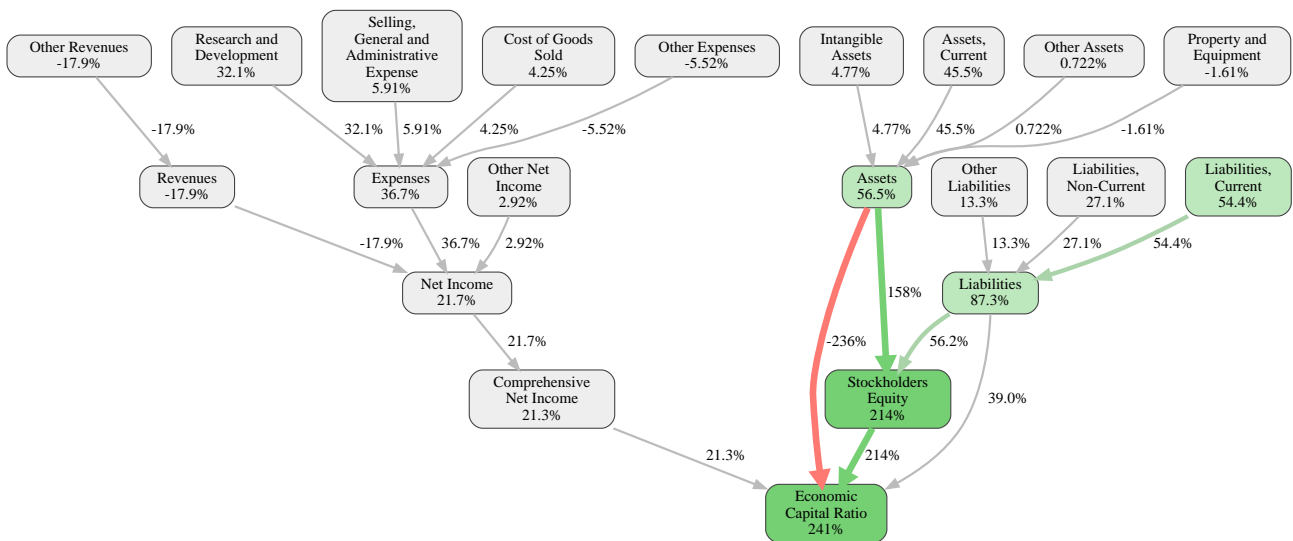 Other Revenues
-17.9%
Research and
Development
32.1%
Selling,
General and
Administrative
Expense
5.91%
Cost of Goods
Sold
4.25%
Other Expenses
-5.52%
Intangible
Assets
4.77%
Assets,
Current
45.5%
Other Assets
0.722%
Property and
Equipment
-1.61%
-17.9%
32.1%
5.91%
4.25%
-5.52%
4.77%
45.5%
0.722%
-1.61%
Revenues
-17.9%
Expenses
36.7%
Other Net
Income
2.92%
Assets
56.5%
Other
Liabilities
13.3%
Liabilities,
Non-Current
27.1%
Liabilities,
Current
54.4%
-17.9%
36.7%
2.92%
13.3%
27.1%
54.4%
Net Income
21.7%
158%
Liabilities
87.3%
21.7%
-236%
56.2%
Comprehensive
Net Income
21.3%
Stockholders
Equity
214%
39.0%
21.3%
214%
Economic
Capital Ratio
241%